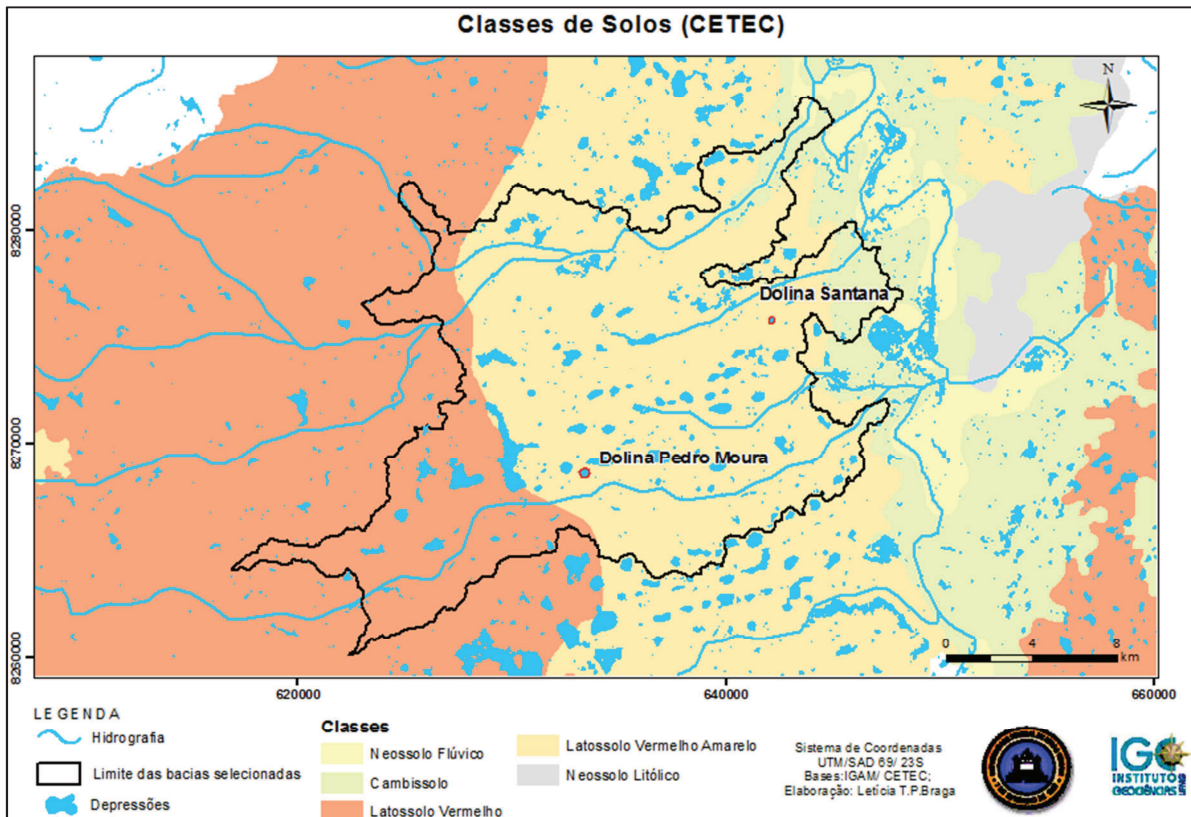 Classes de Solos (CETEC)
N
8280000
8270000
8260000
Dolina Santana
Dolina Pedro Moura
0 4 8
km
620000
640000
660000
LEGENDA
Hidrografia
Limite das bacias selecionadas
Depressões
Classes
Neossolo Flúvico
Cambissolo
Latossolo Vermelho
Latossolo Vermelho Amarelo
Neossolo Litólico
Sistema de Coordenadas
UTM/SAD 69/ 23S
Bases:IGAM/ CETEC;
Elaboração: Letícia T.P.Braga
IGC
INSTITUTO
GEOCIÊNCIAS
UFMG